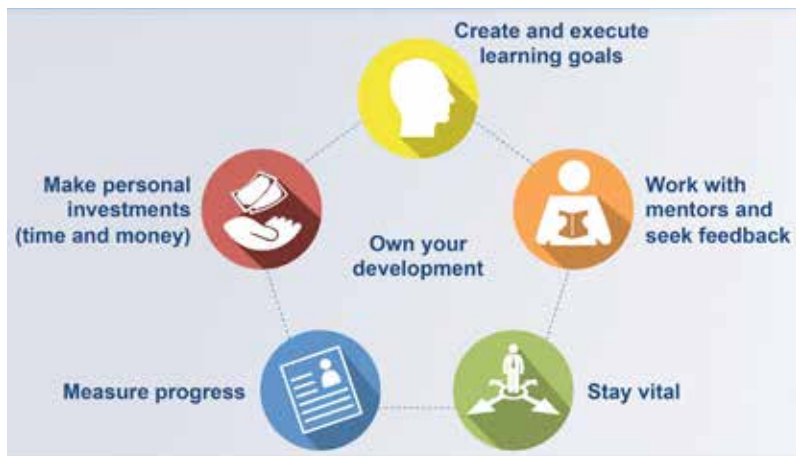 Create and execute
learning goals
Make personal
investments
(time and money)
Work with
mentors and
seek feedback
Own your
development
Measure progress
Stay vital